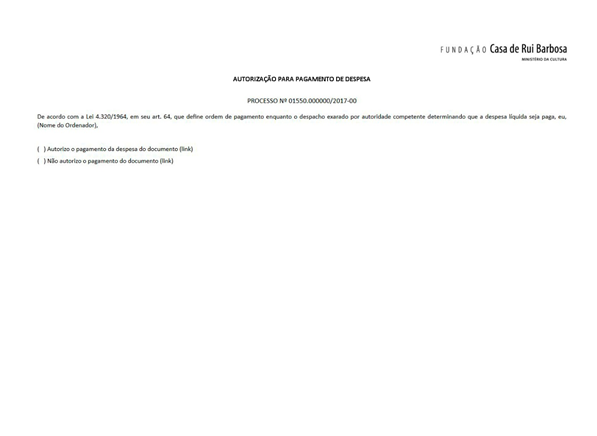 FUNDAÇÃO Casa de Rui Barbosa
MINISTÉRIO DA CULTURA
AUTORIZAÇÃO PARA PAGAMENTO DE DESPESA
PROCESSO Nº 01550.000000/2017-00
De acordo com a Lei 4.320/1964, em seu art. 64, que define ordem de pagamento enquanto o despacho exarado por autoridade competente determinando que a despesa líquida seja paga, eu,
(Nome do Ordenador),
( ) Autorizo o pagamento da despesa do documento (link)
( ) Não autorizo o pagamento do documento (link)